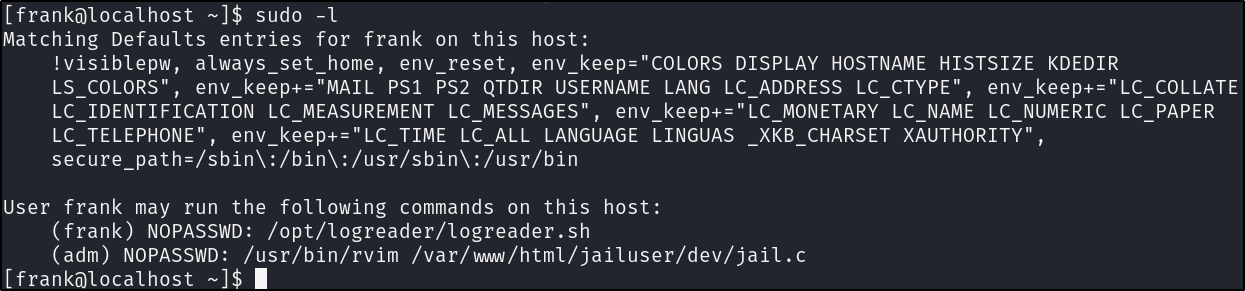 [frank@localhost ~]$ sudo -l
Matching Defaults entries for frank on this host:
    !visiblepw, always_set_home, env_reset, env_keep="COLORS DISPLAY HOSTNAME HISTSIZE KDEDIR
    LS_COLORS", env_keep+="MAIL PS1 PS2 QTDIR USERNAME LANG LC_ADDRESS LC_CTYPE", env_keep+="LC_COLLATE
    LC_IDENTIFICATION LC_MEASUREMENT LC_MESSAGES", env_keep+="LC_MONETARY LC_NAME LC_NUMERIC LC_PAPER
    LC_TELEPHONE", env_keep+="LC_TIME LC_ALL LANGUAGE LINGUAS _XKB_CHARSET XAUTHORITY",
    secure_path=/sbin\:/bin\:/usr/sbin\:/usr/bin

User frank may run the following commands on this host:
    (frank) NOPASSWD: /opt/logreader/logreader.sh
    (adm) NOPASSWD: /usr/bin/rvim /var/www/html/jailuser/dev/jail.c
[frank@localhost ~]$